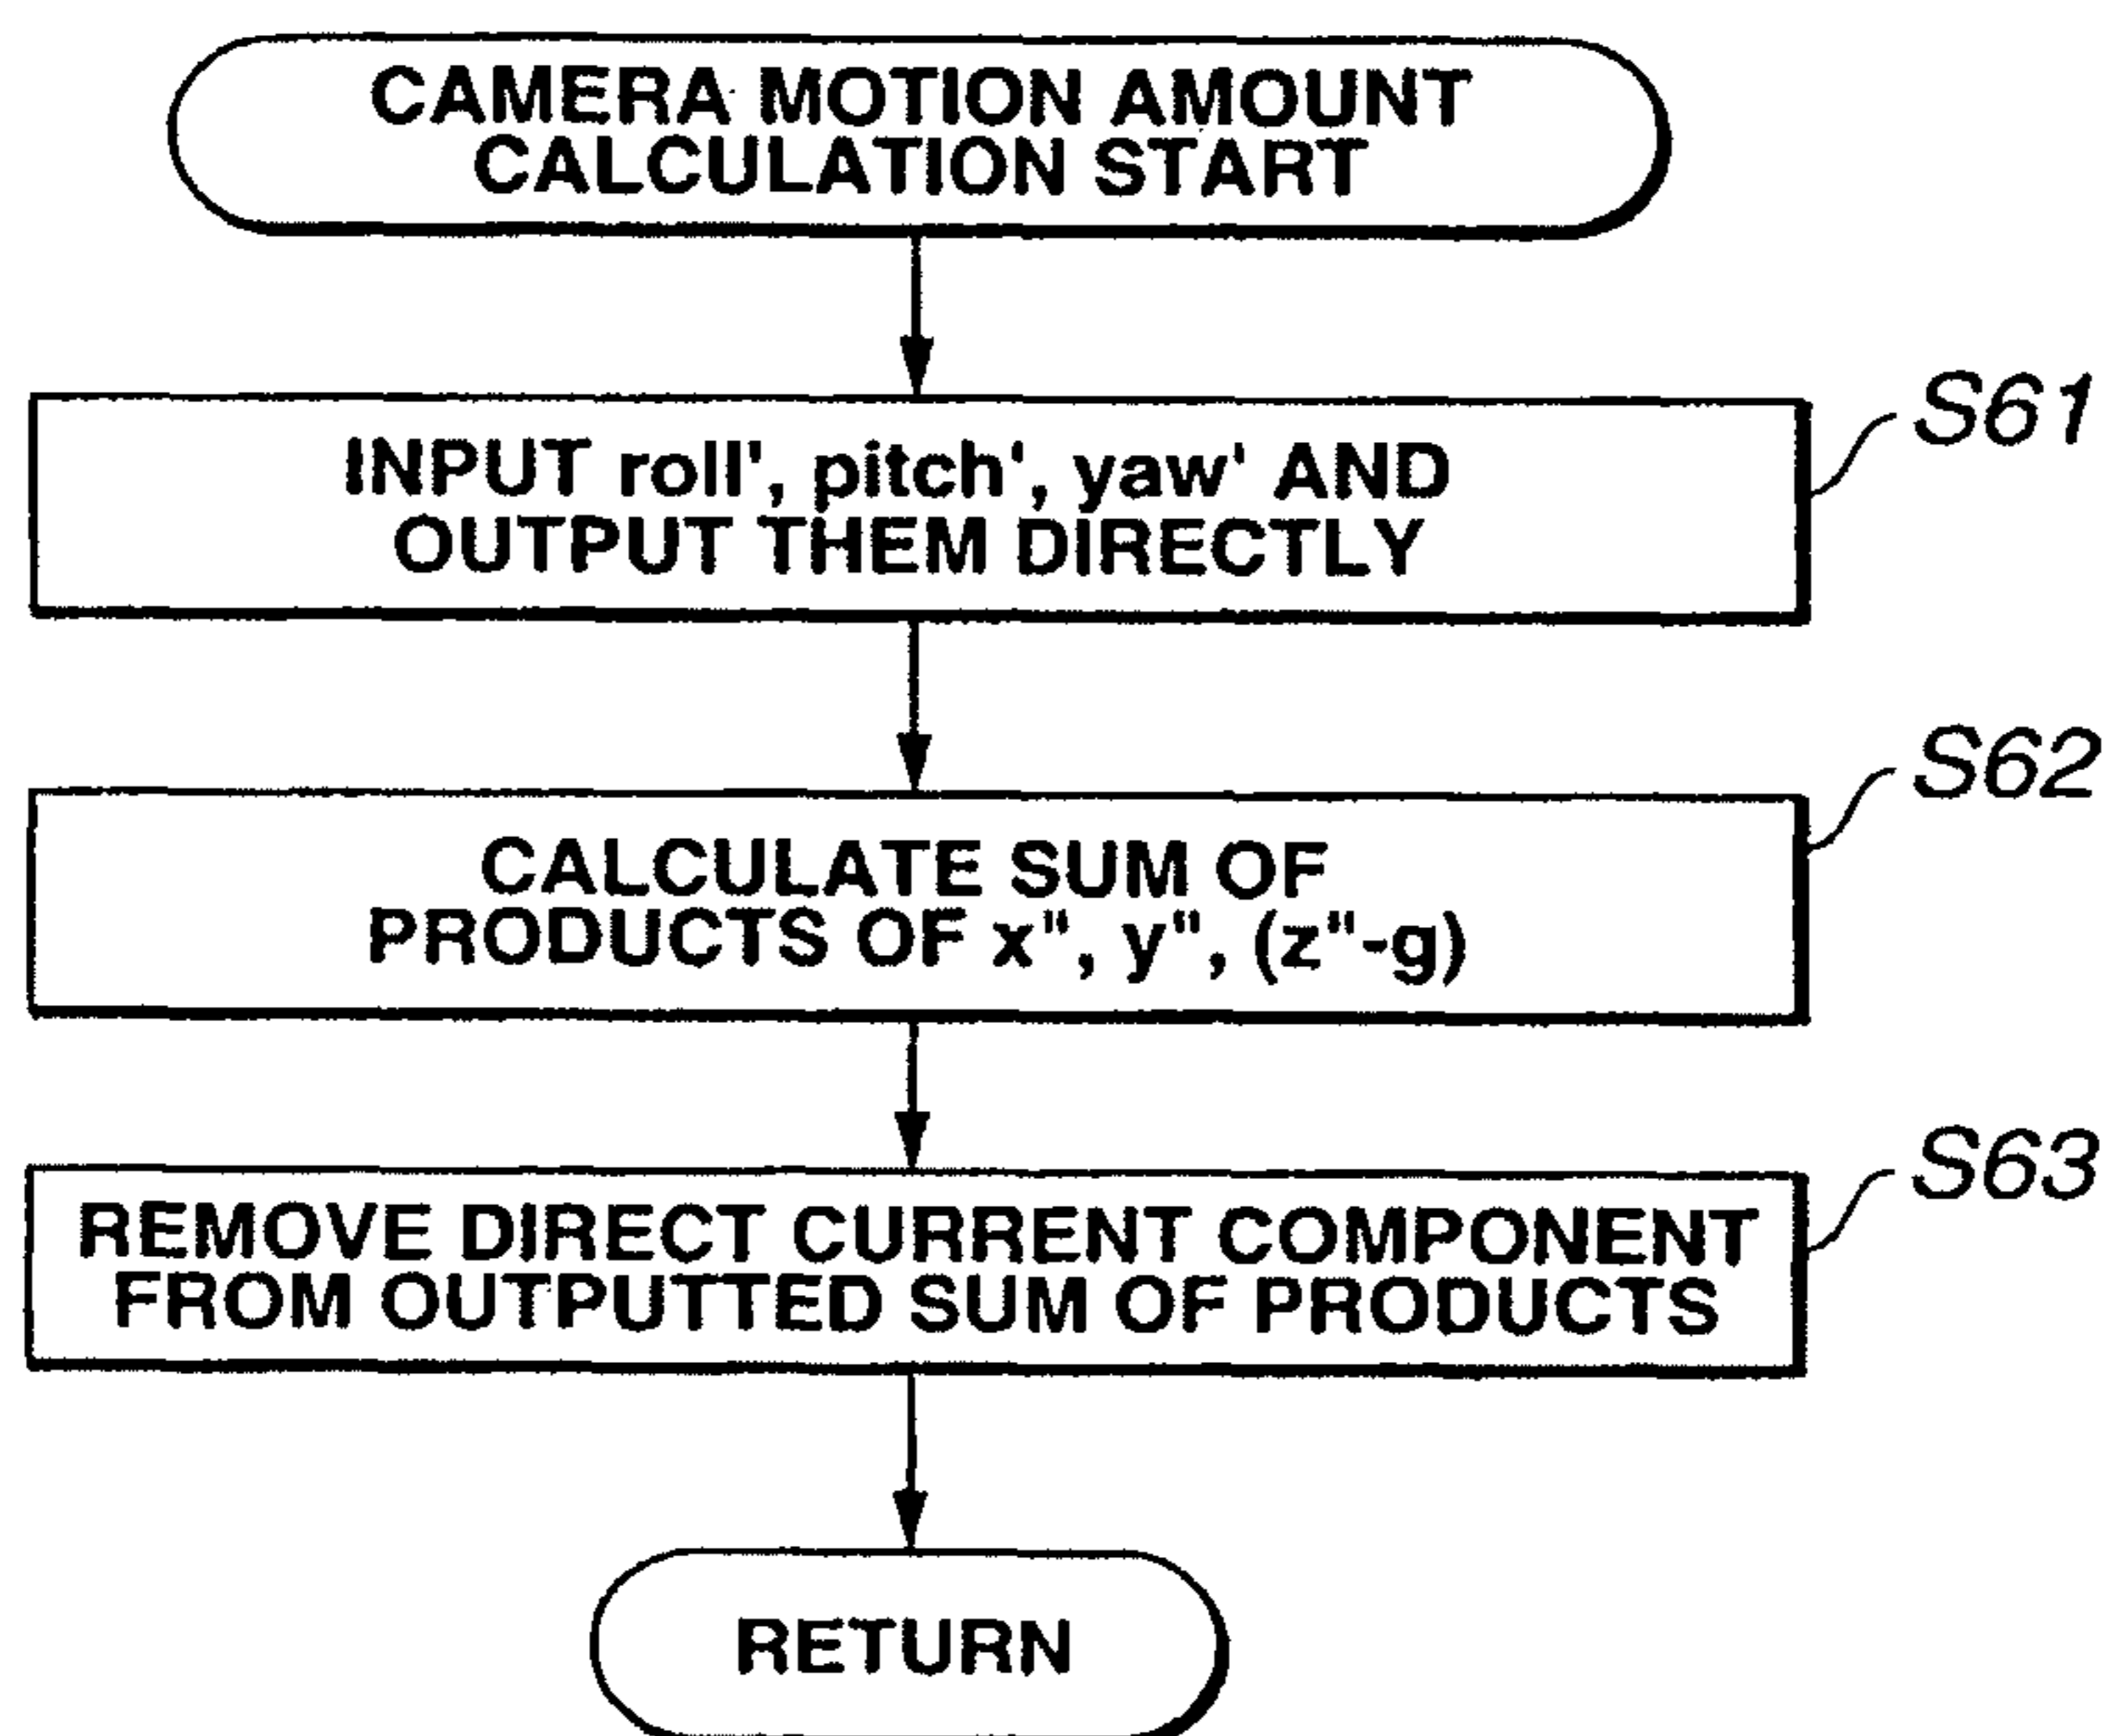 CAMERA MOTION AMOUNT
CALCULATION START
INPUT roll', pitch', yaw' AND
OUTPUT THEM DIRECTLY
S61
CALCULATE SUM OF
PRODUCTS OF x", y", (z"-g)
S62
REMOVE DIRECT CURRENT COMPONENT
FROM OUTPUTTED SUM OF PRODUCTS
S63
RETURN